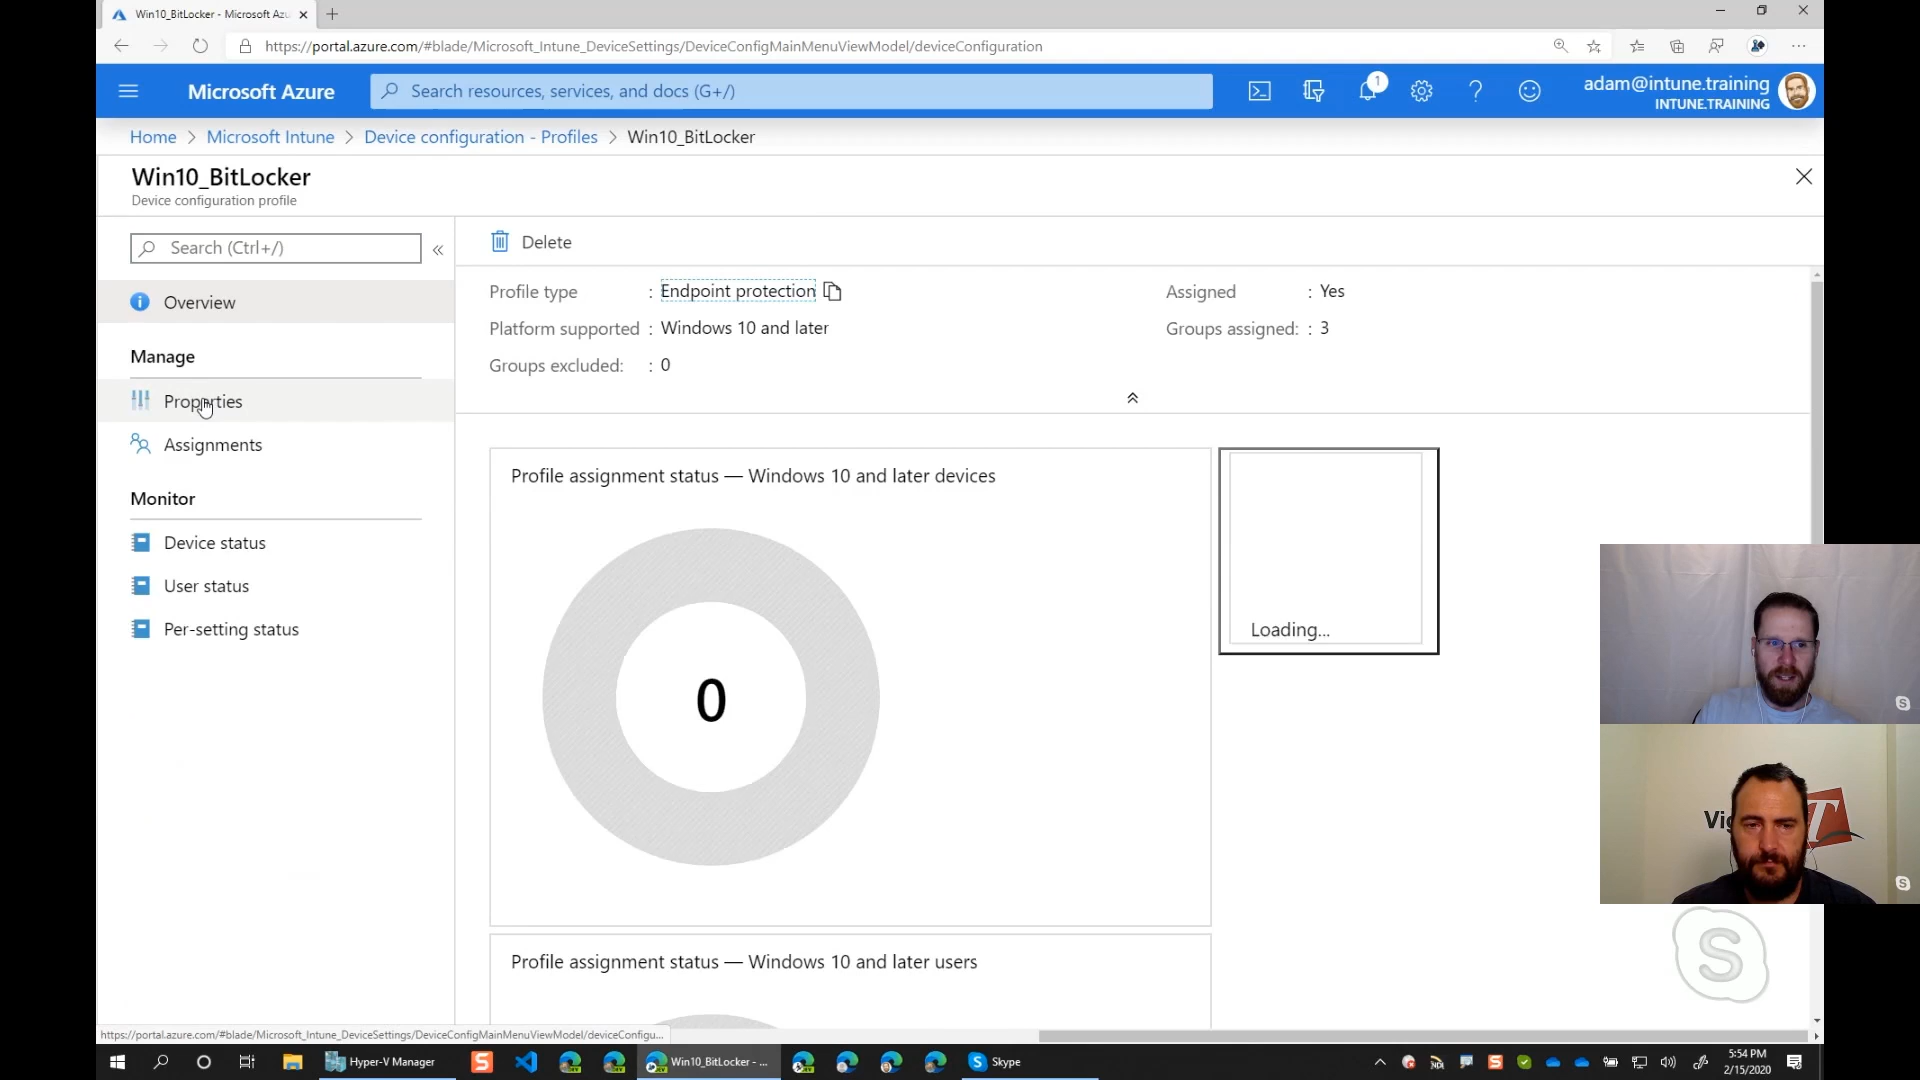 Win10_BitLocker - Microsoft Azu
https://portal.azure.com/#blade/Microsoft_Intune_DeviceSettings/DeviceConfigMainMenuViewModel/deviceConfiguration
Microsoft Azure
Search resources, services, and docs (G+/)
1
adam@intune.training
INTUNE.TRAINING
Home > Microsoft Intune > Device configuration - Profiles > Win10_BitLocker
Win10_BitLocker
Device configuration profile
Search (Ctrl+/)
«
Delete
Overview
Manage
Properties
Assignments
Monitor
Device status
User status
Per-setting status
Profile type : Endpoint protection
Assigned : Yes
Platform supported : Windows 10 and later
Groups assigned: : 3
Groups excluded: : 0
Profile assignment status — Windows 10 and later devices
0
Loading...
Profile assignment status — Windows 10 and later users
S
S
S
https://portal.azure.com/#blade/Microsoft_Intune_DeviceSettings/DeviceConfigMainMenuViewModel/deviceConfigu...
Hyper-V Manager
Win10_BitLocker - ...
Skype
5:54 PM
2/15/2020